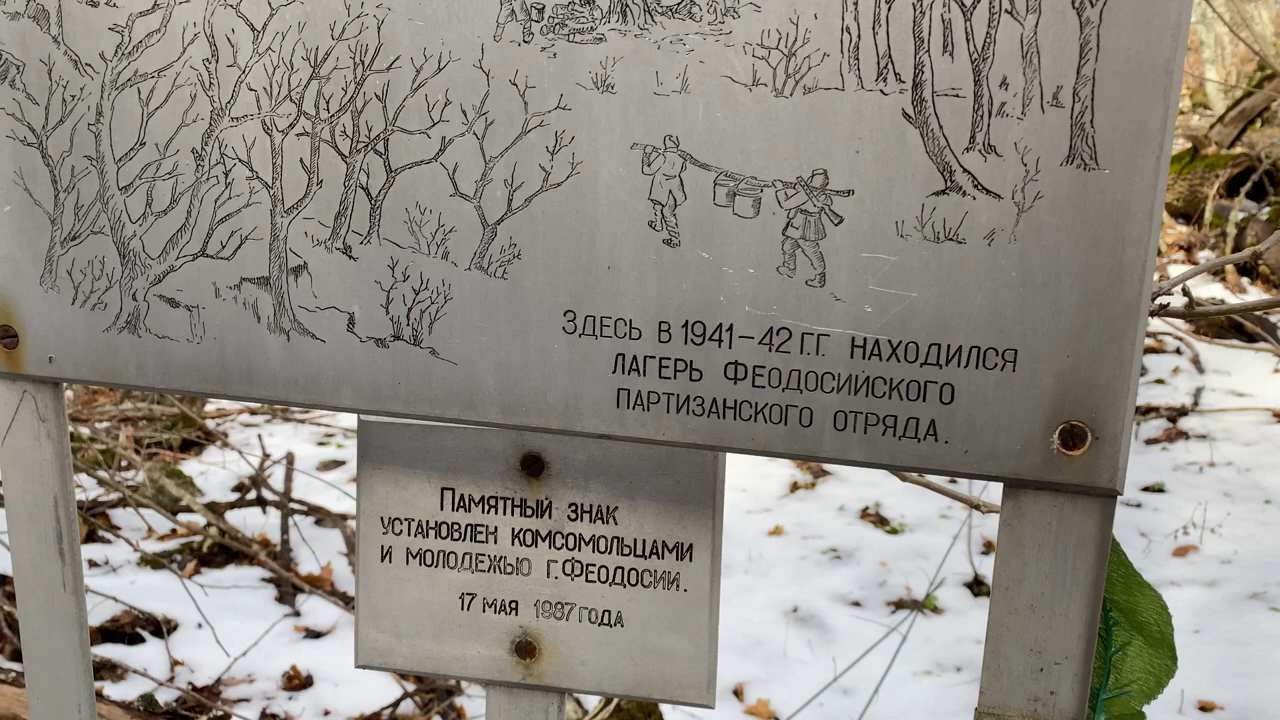 Здесь в 1941-42 г.г. находился
лагерь Феодосийского
партизанского отряда.
Памятный знак
установлен комсомольцами
и молодежью г. Феодосии.
17 мая 1987 года